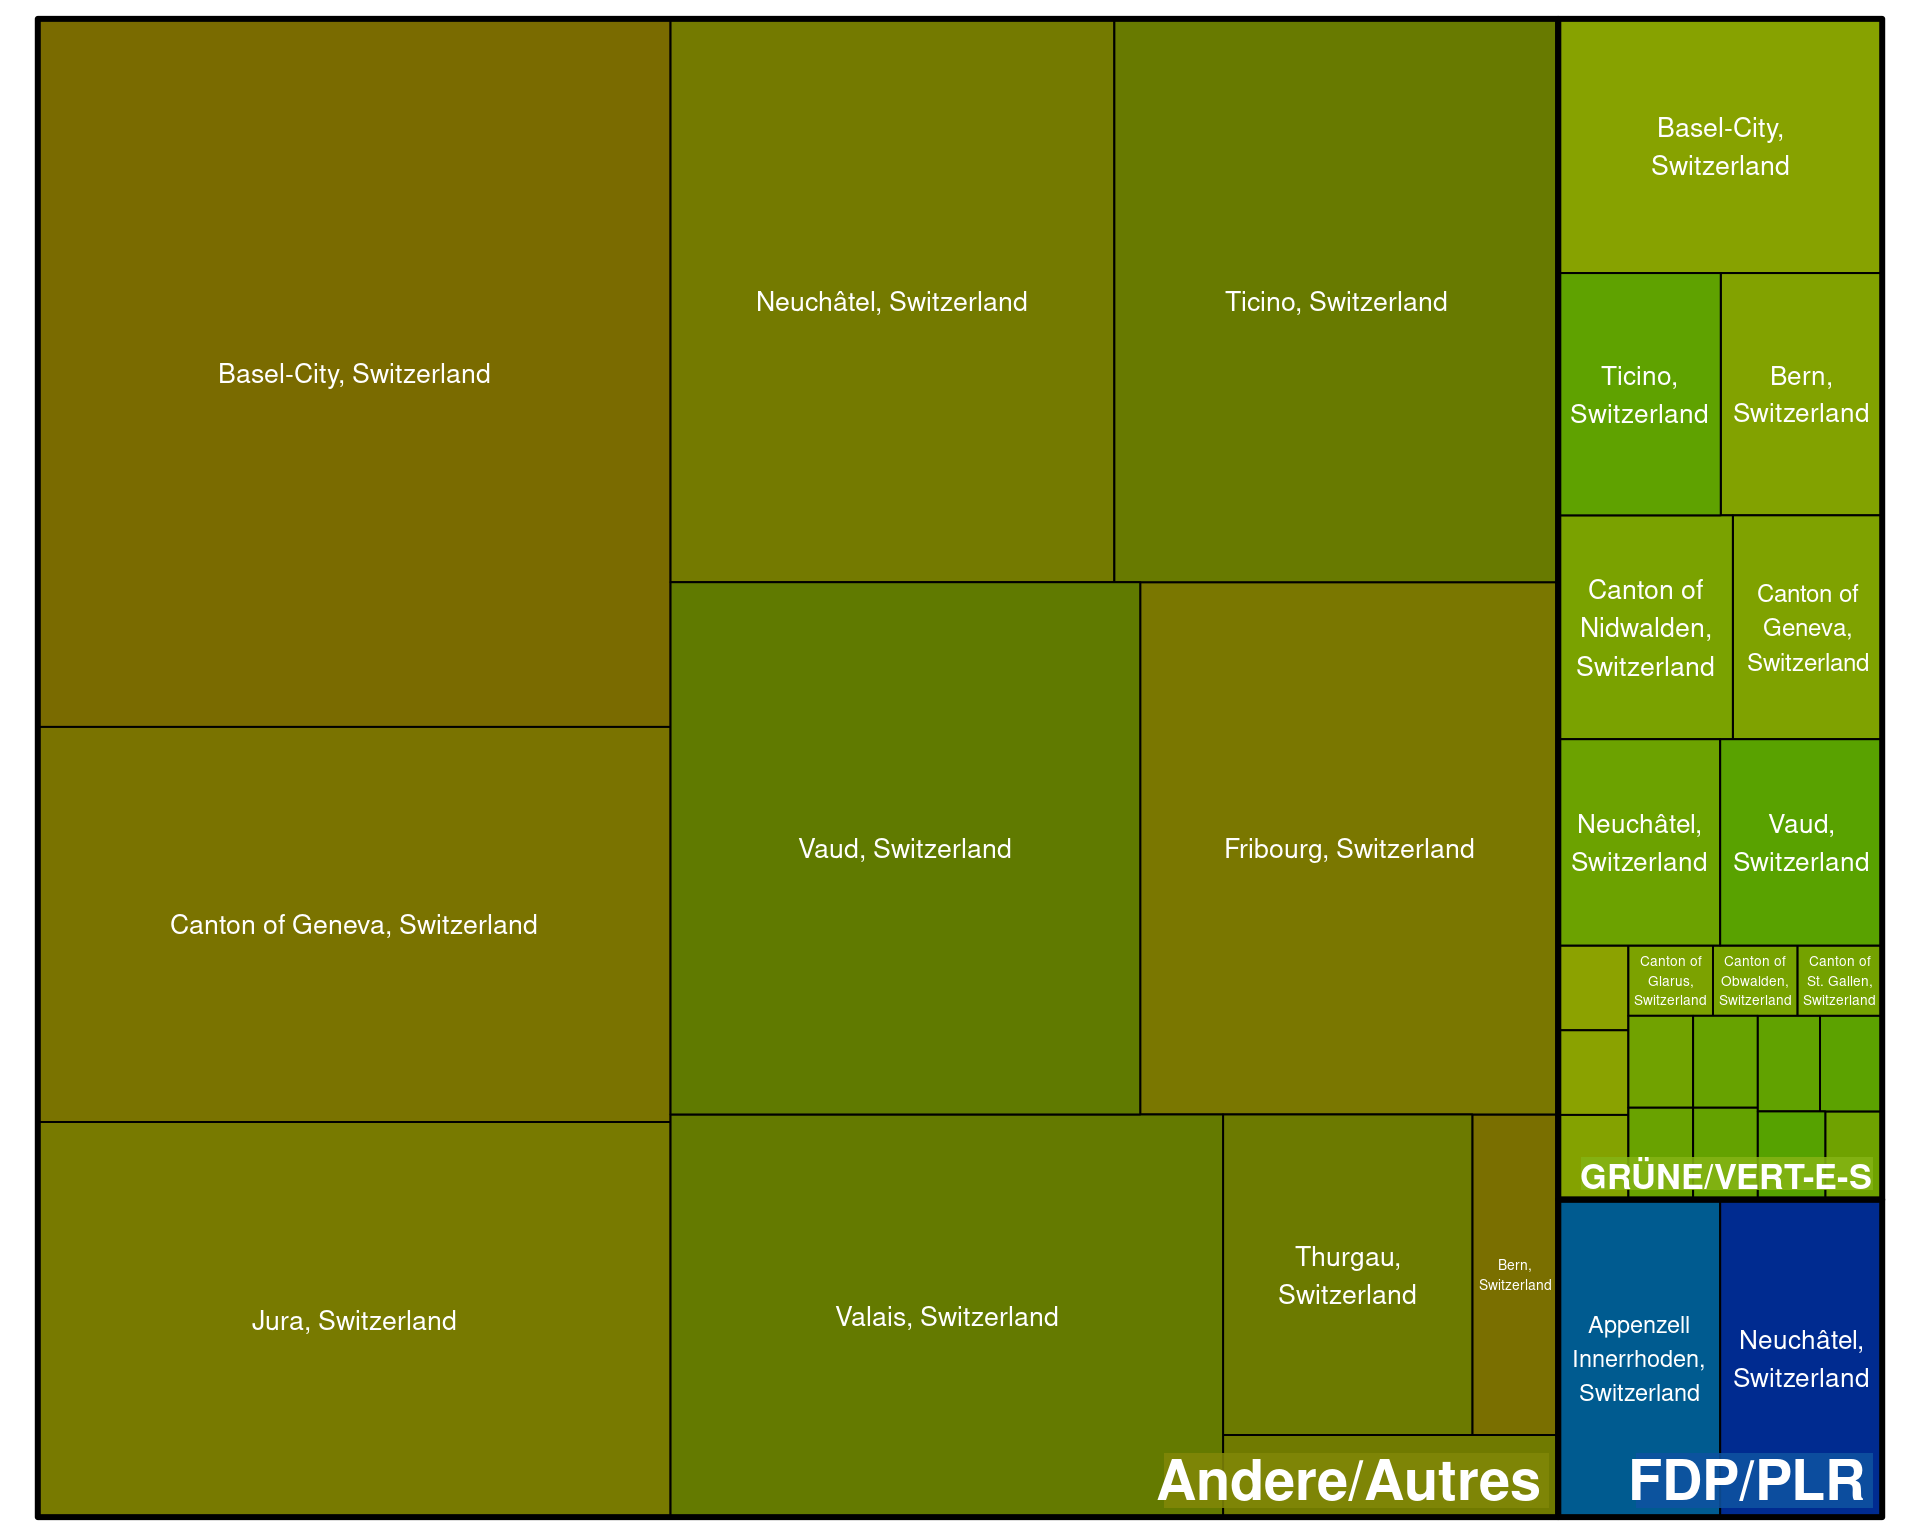 Basel-City, Switzerland
Canton of Geneva, Switzerland
Jura, Switzerland
Neuchâtel, Switzerland
Ticino, Switzerland
Vaud, Switzerland
Fribourg, Switzerland
Valais, Switzerland
Thurgau,
Switzerland
Bern,
Switzerland
Andere/Autres
Basel-City,
Switzerland
Ticino,
Switzerland
Bern,
Switzerland
Canton of
Nidwalden,
Switzerland
Canton of
Geneva,
Switzerland
Neuchâtel,
Switzerland
Vaud,
Switzerland
Canton of
Glarus,
Switzerland
Canton of
Obwalden,
Switzerland
Canton of
St. Gallen,
Switzerland
GRÜNE/VERT-E-S
Appenzell
Innerrhoden,
Switzerland
Neuchâtel,
Switzerland
FDP/PLR